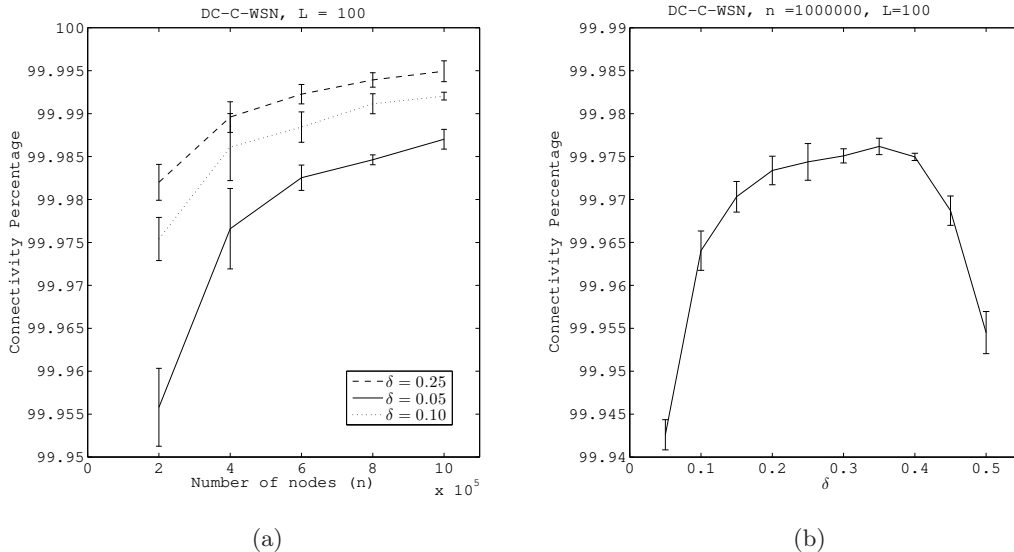 DC-C-WSN, L = 100
100
99.995
99.99
99.985
99.98
99.975
99.97
99.965
99.96
99.955
99.95
Connectivity Percentage
δ = 0.25
δ = 0.05
δ = 0.10
0 2 4 6 8 10
Number of nodes (n)
x 10^5
(a)
DC-C-WSN, n =1000000, L=100
99.99
99.985
99.98
99.975
99.97
99.965
99.96
99.955
99.95
99.945
99.94
Connectivity Percentage
0 0.1 0.2 0.3 0.4 0.5
δ
(b)